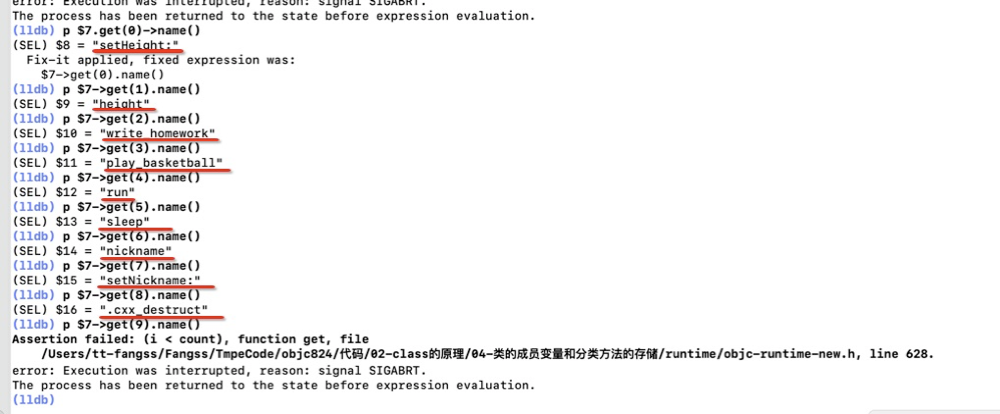 error: Execution was interrupted, reason: signal SIGABRT.
The process has been returned to the state before expression evaluation.
(lldb) p $7.get(0)->name()
(SEL) $8 = "setHeight:"
  Fix-it applied, fixed expression was:
    $7->get(0).name()
(lldb) p $7->get(1).name()
(SEL) $9 = "height"
(lldb) p $7->get(2).name()
(SEL) $10 = "write_homework"
(lldb) p $7->get(3).name()
(SEL) $11 = "play_basketball"
(lldb) p $7->get(4).name()
(SEL) $12 = "run"
(lldb) p $7->get(5).name()
(SEL) $13 = "sleep"
(lldb) p $7->get(6).name()
(SEL) $14 = "nickname"
(lldb) p $7->get(7).name()
(SEL) $15 = "setNickname:"
(lldb) p $7->get(8).name()
(SEL) $16 = ".cxx_destruct"
(lldb) p $7->get(9).name()
Assertion failed: (i < count), function get, file
/Users/tt-fangss/Fangss/TmpeCode/objc824/代码/02-class的原理/04-类的成员变量和分类方法的存储/runtime/objc-runtime-new.h, line 628.
error: Execution was interrupted, reason: signal SIGABRT.
The process has been returned to the state before expression evaluation.
(lldb)